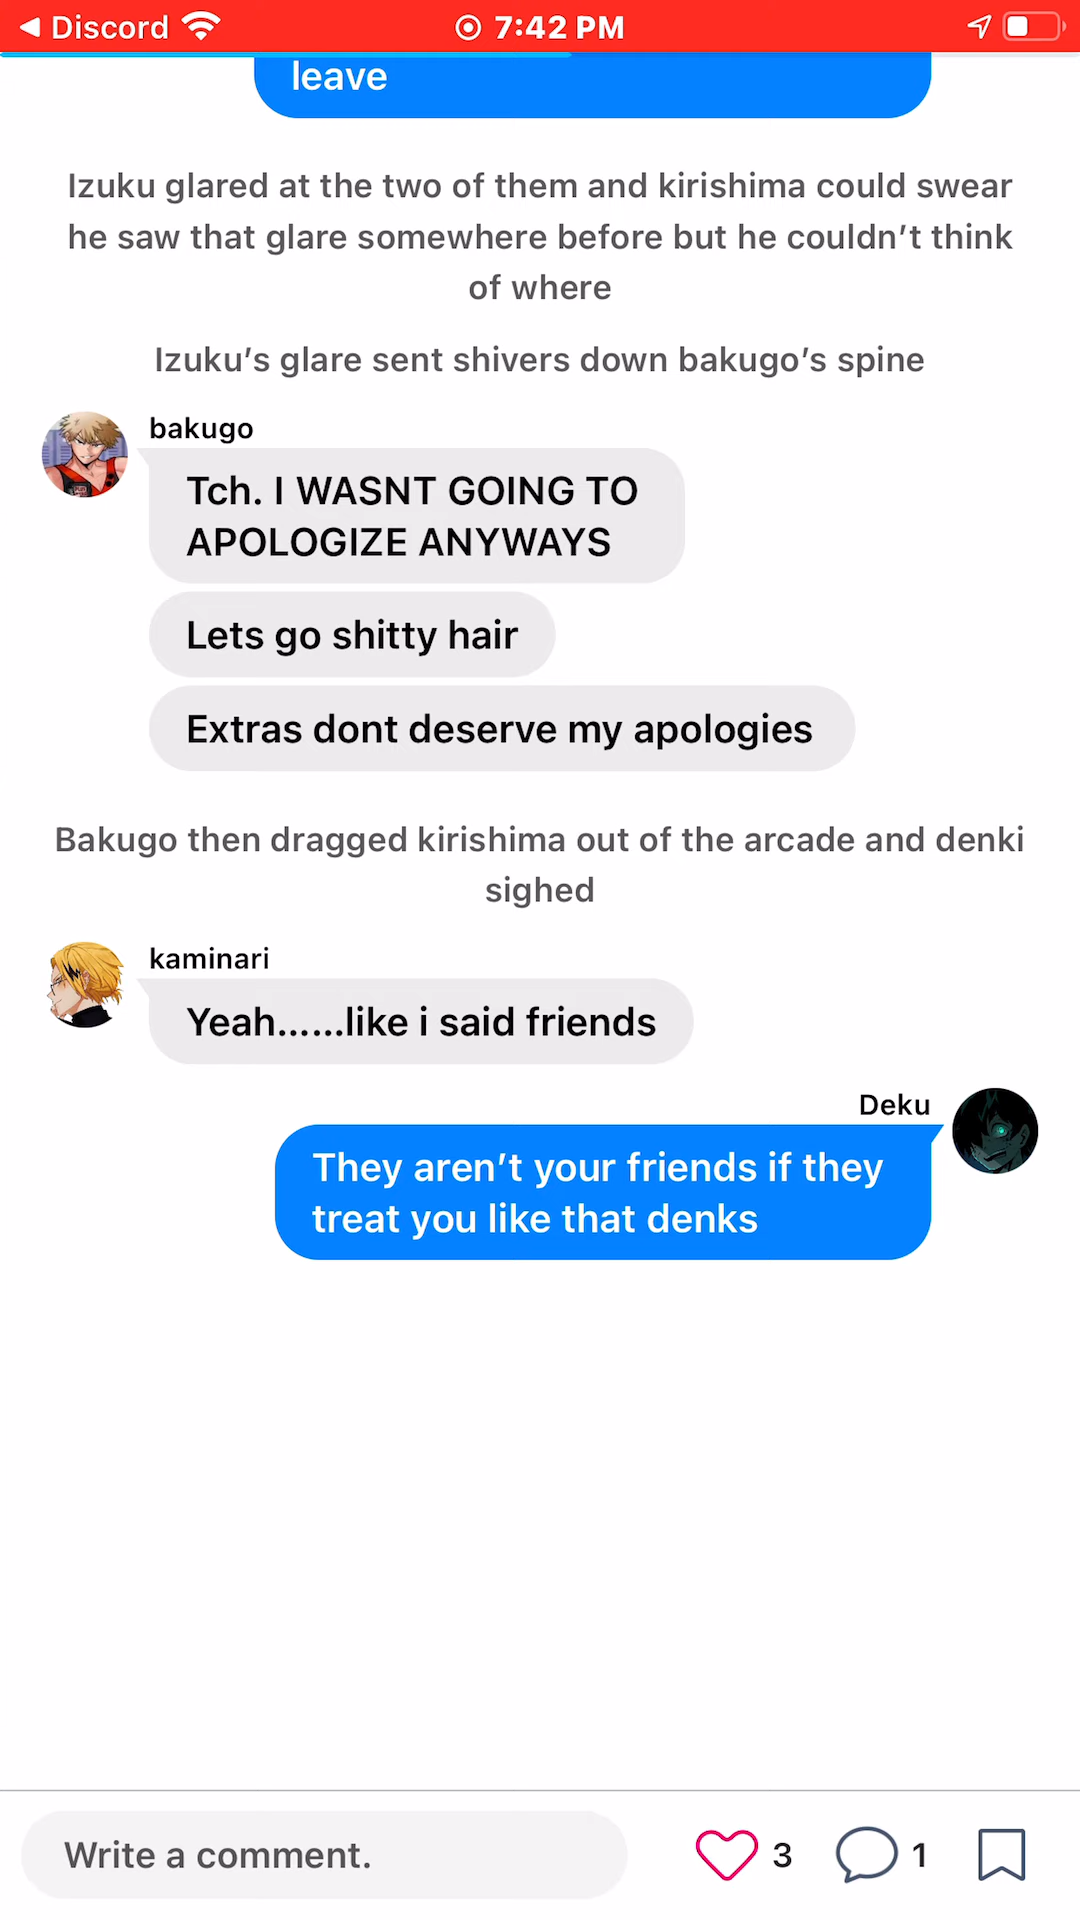 Discord
7:42 PM
leave
Izuku glared at the two of them and kirishima could swear
he saw that glare somewhere before but he couldn't think
of where
Izuku's glare sent shivers down bakugo's spine
bakugo
Tch. I WASNT GOING TO
APOLOGIZE ANYWAYS
Lets go shitty hair
Extras dont deserve my apologies
Bakugo then dragged kirishima out of the arcade and denki
sighed
kaminari
Yeah......like i said friends
Deku
They aren't your friends if they
treat you like that denks
Write a comment.
3
1